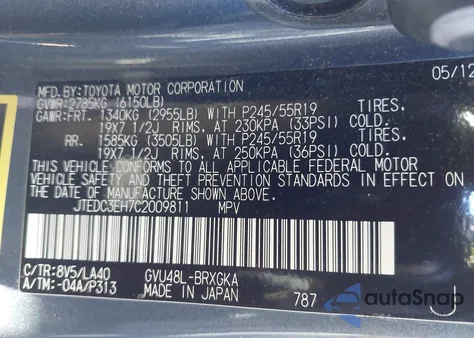 MFD.BY:TOYOTA MOTOR CORPORATION 05/12
GVWR:2785KG (6150LB)
GAWR:FRT. 1340KG (2955LB)WITH P245/55R19 TIRES.
19X7 1/2J RIMS. AT 230KPA (33PSI) COLD.
RR. 1585KG (3505LB)WITH P245/55R19 TIRES.
19X7 1/2J RIMS. AT 250KPA (36PSI) COLD.
THIS VEHICLE CONFORMS TO ALL APPLICABLE FEDERAL MOTOR
VEHICLE SAFETY STANDARDS IN EFFECT ON
THE DATE OF MANUFACTURE SHOWN ABOVE.
JTEDC3EH7C2009811 MPV
C/TR:8V5/LA40 GVU48L-BRXGKA
A/TM:-04A/P313 MADE IN JAPAN 787 J
autoSnap